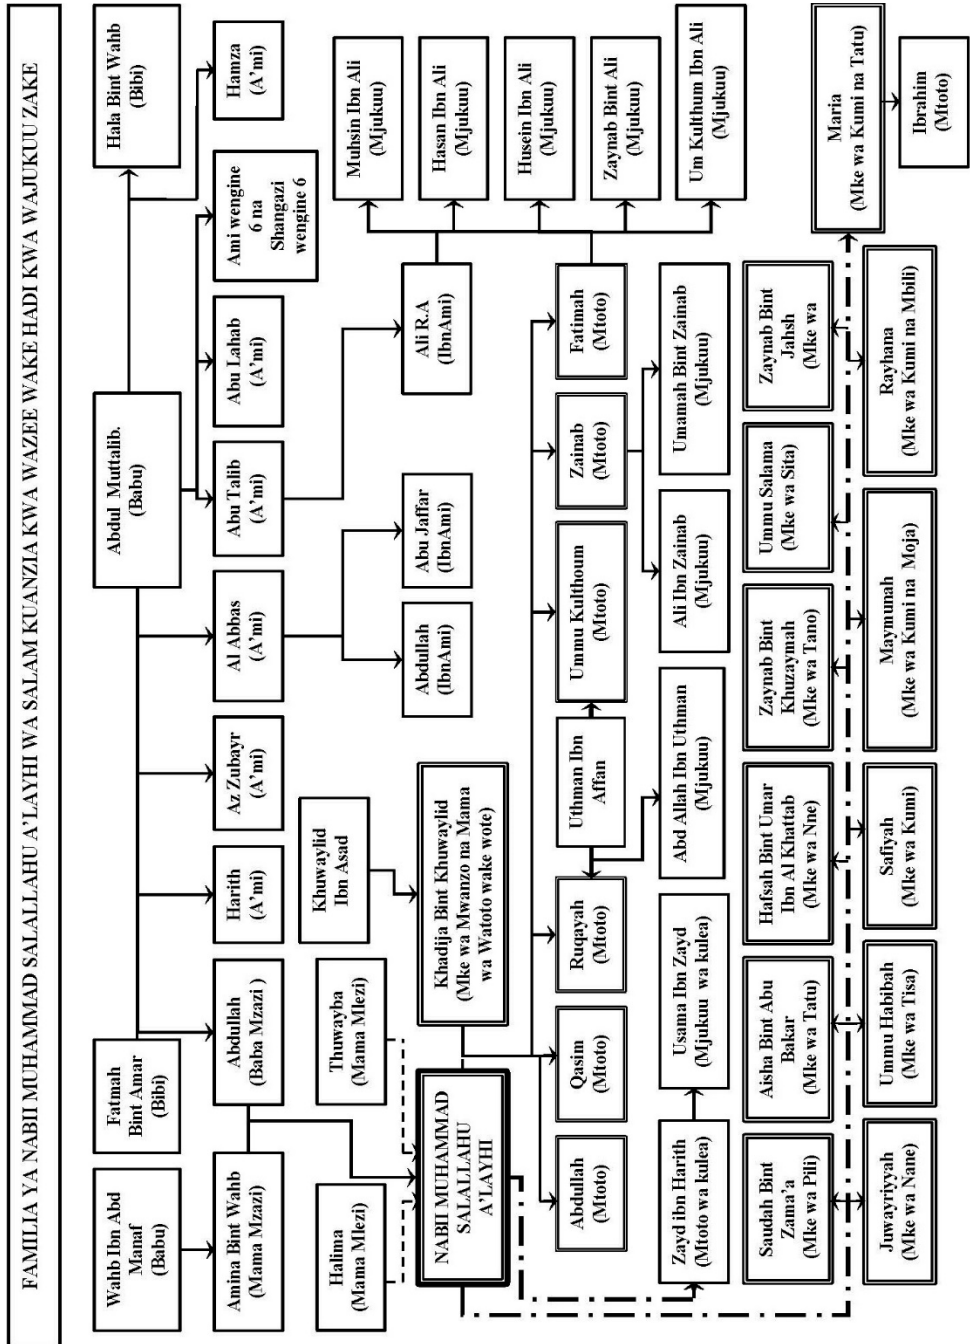 FAMILIA YA NABII MUHAMMAD SALALLAHU A'LAYHI WA SALAM KUANZIA KWA WAZEE WAKE HADI KWA WAJUKUU ZAKE
Wahb Ibn Abd
Manaf
(Babu)
Fatmah
Bint Amar
(Bibi)
Abdul Muttalib.
(Babu)
Hala Bint Wahb
(Bibi)
Amina Bint Wahb
(Mama Mzazi)
Abdullah
(Baba Mzazi )
Harith
(A'mi)
Az Zubayr
(A'mi)
Al Abbas
(A'mi)
Abu Talib
(A'mi)
Abu Lahab
(A'mi)
Ami wengine
6 na
Shangazi
wengine 6
Hamza
(A'mi)
Halima
(Mama Mlezi)
Thuwayba
(Mama Mlezi)
Khuwaylid
Ibn Asad
Abdullah
(IbnAmi)
Abu Jaffar
(IbnAmi)
Ali R.A
(IbnAmi)
Muhsin Ibn Ali
(Mjukuu)
Hasan Ibn Ali
(Mjukuu)
Husein Ibn Ali
(Mjukuu)
Zaynab Bint Ali
(Mjukuu)
Um Kulthum Ibn Ali
(Mjukuu)
NABII MUHAMMAD
SALALLAHU
A'LAYHI
Khadija Bint Khuwaylid
(Mke wa Mwanzo na Mama
wa Watoto wake wote)
Abdullah
(Mtoto)
Qasim
(Mtoto)
Ruqayah
(Mtoto)
Uthman Ibn
Affan
Ummu Kulthoum
(Mtoto)
Zainab
(Mtoto)
Fatimah
(Mtoto)
Zayd ibn Harith
(Mtoto wa kulea)
Usama Ibn Zayd
(Mjukuu wa kulea)
Abd Allah Ibn Uthman
(Mjukuu)
Ali Ibn Zainab
(Mjukuu)
Umamah Bint Zainab
(Mjukuu)
Saudah Bint
Zama'a
(Mke wa Pili)
Aisha Bint Abu
Bakar
(Mke wa Tatu)
Hafsah Bint Umar
Ibn Al Khattab
(Mke wa Nne)
Zaynab Bint
Khuzaymah
(Mke wa Tano)
Ummu Salama
(Mke wa Sita)
Zaynab Bint
Jahsh
(Mke wa
Maria
(Mke wa Kumi na Tatu)
Juwayriyyah
(Mke wa Nane)
Ummu Habibah
(Mke wa Tisa)
Safiyah
(Mke wa Kumi)
Maymunah
(Mke wa Kumi na Moja)
Rayhana
(Mke wa Kumi na Mbili)
Ibrahim
(Mtoto)